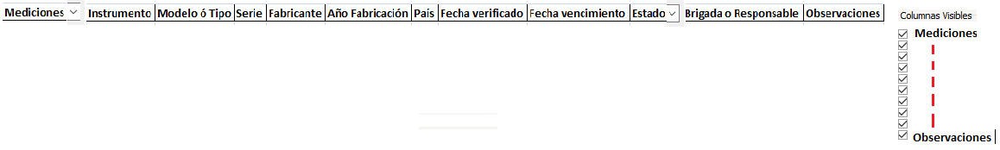 Mediciones Instrumento Modelo ó Tipo Serie Fabricante Año Fabricación País Fecha verificado Fecha vencimiento Estado Brigada o Responsable Observaciones
Columnas Visibles
Mediciones
Observaciones